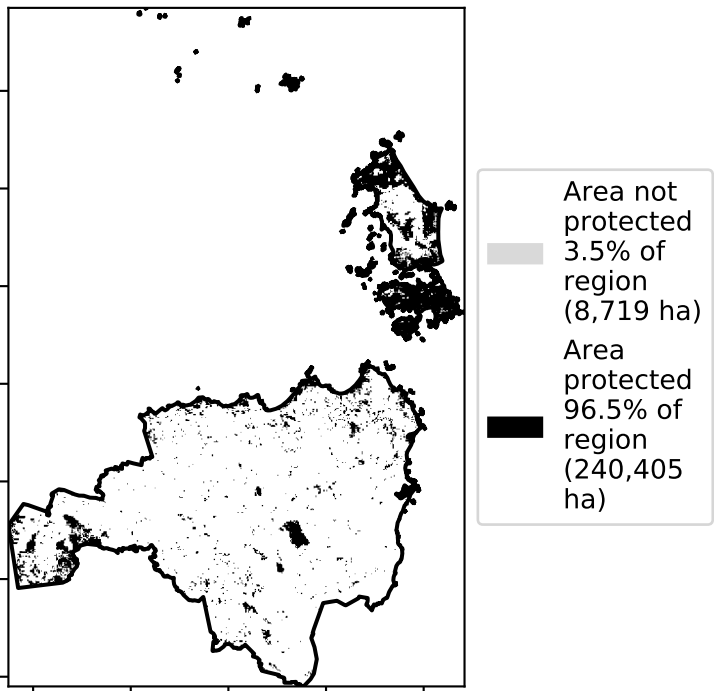 Area not
protected
3.5% of
region
(8,719 ha)
Area
protected
96.5% of
region
(240,405
ha)